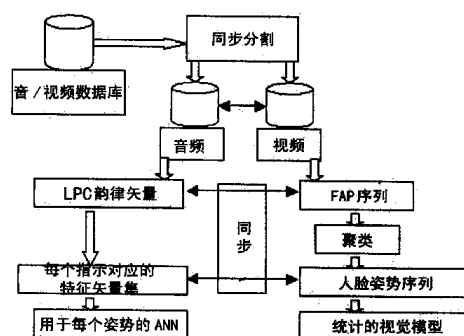 同步分割
音/视频数据库
音频
视频
LPC韵律矢量
FAP序列
同步
聚类
每个指示对应的
特征矢量集
人脸姿势序列
用于每个姿势的ANN
统计的视觉模型